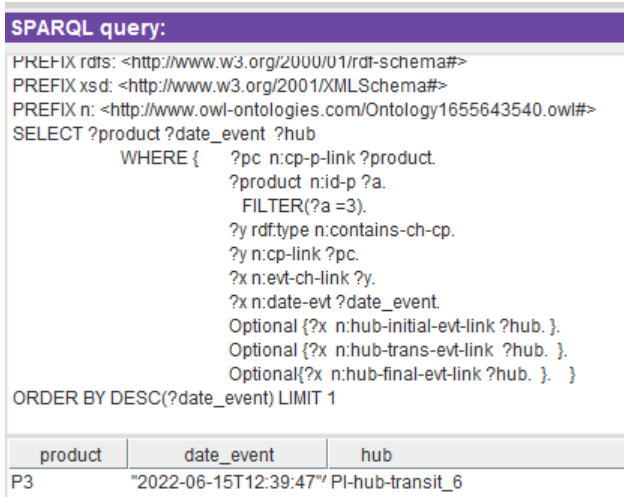 SPARQL query:
PREFIX rdfs: <http://www.w3.org/2000/01/rdf-schema#>
PREFIX xsd: <http://www.w3.org/2001/XMLSchema#>
PREFIX n: <http://www.owl-ontologies.com/Ontology1655643540.owl#>
SELECT ?product ?date_event ?hub
WHERE { ?pc n:cp-p-link ?product.
?product n:id-p ?a.
FILTER(?a =3).
?y rdf:type n:contains-ch-cp.
?y n:cp-link ?pc.
?x n:evt-ch-link ?y.
?x n:date-evt ?date_event.
Optional {?x n:hub-initial-evt-link ?hub. }.
Optional {?x n:hub-trans-evt-link ?hub. }.
Optional{?x n:hub-final-evt-link ?hub. }. }
ORDER BY DESC(?date_event) LIMIT 1
product date_event hub
P3 "2022-06-15T12:39:47"^ PI-hub-transit_6